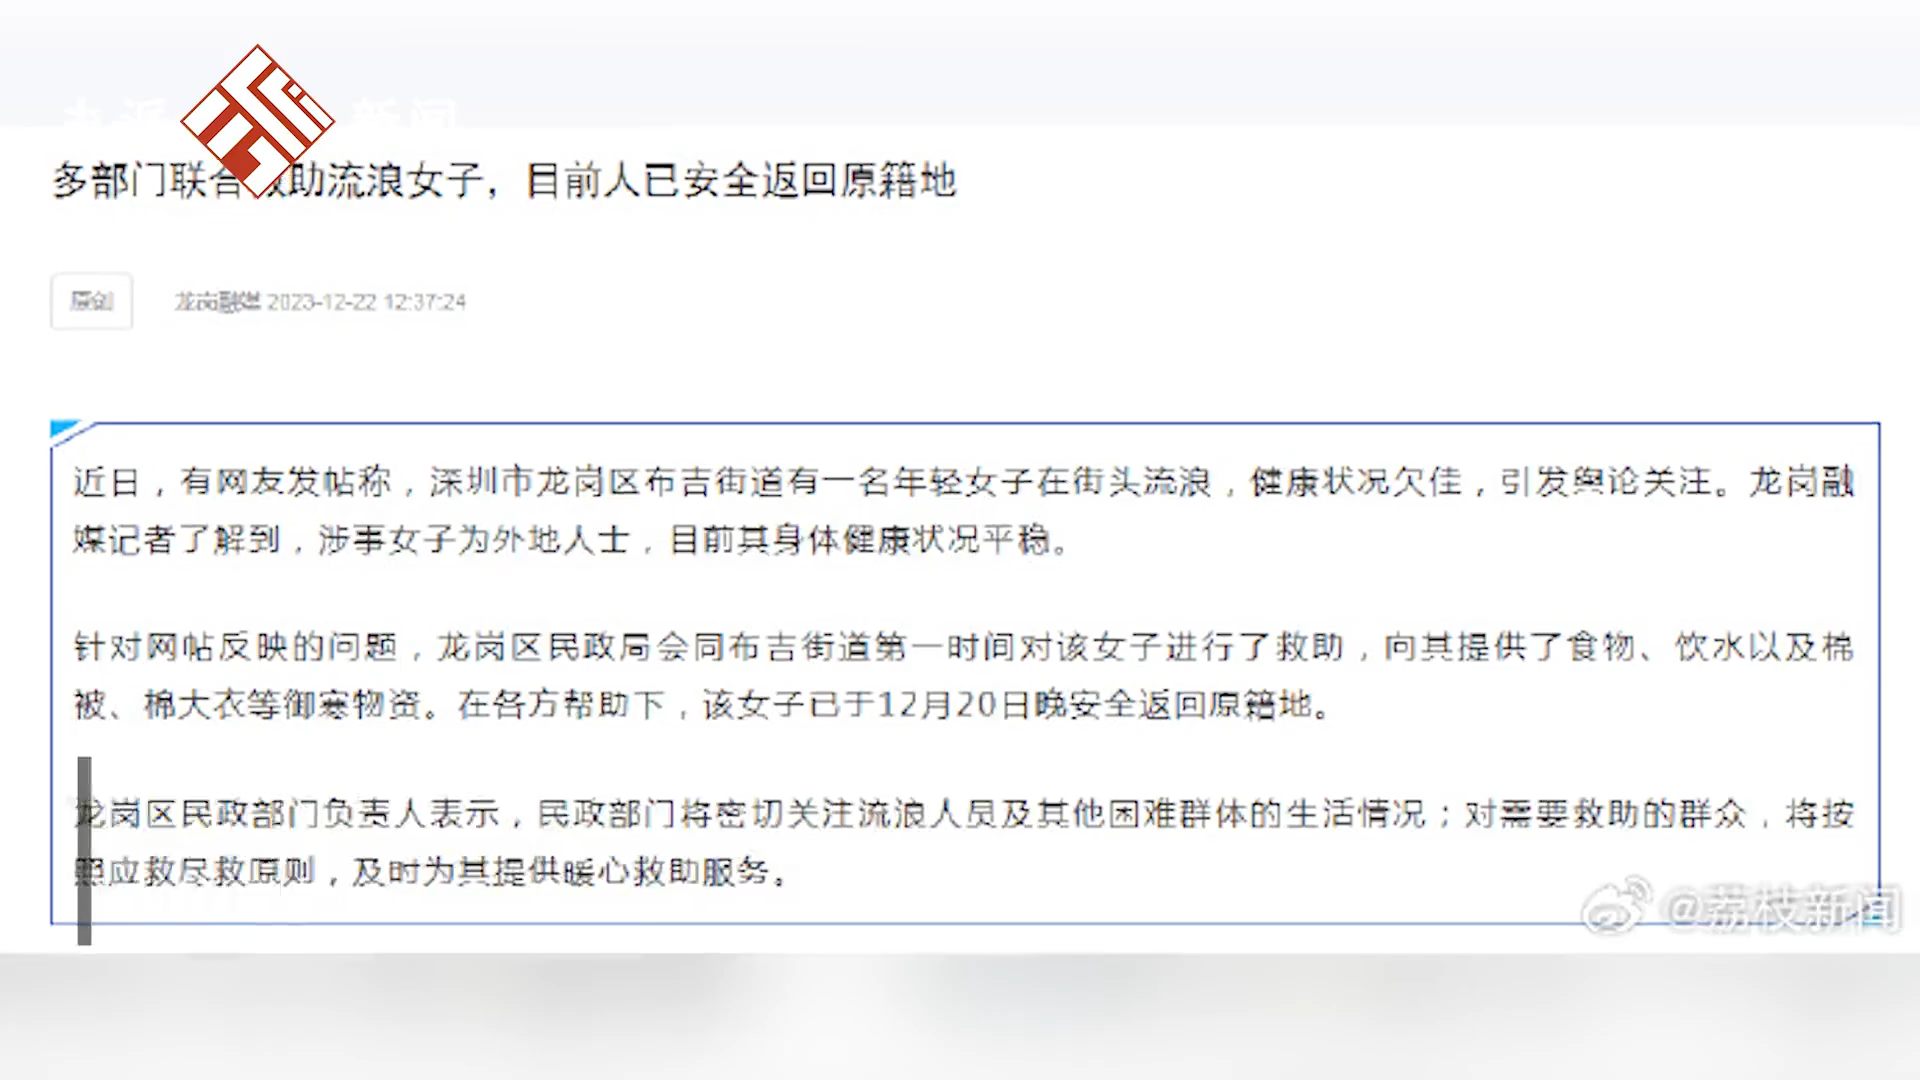 新闻
多部门联合救助流浪女子，目前人已安全返回原籍地
原创
龙岗融媒 2023-12-22 12:37:24
近日，有网友发帖称，深圳市龙岗区布吉街道有一名年轻女子在街头流浪，健康状况欠佳，引发舆论关注。龙岗融
媒记者了解到，涉事女子为外地人士，目前其身体健康状况平稳。
针对网帖反映的问题，龙岗区民政局会同布吉街道第一时间对该女子进行了救助，向其提供了食物、饮水以及棉
被、棉大衣等御寒物资。在各方帮助下，该女子已于12月20日晚安全返回原籍地。
龙岗区民政部门负责人表示，民政部门将密切关注流浪人员及其他困难群体的生活情况；对需要救助的群众，将按
照应救尽救原则，及时为其提供暖心救助服务。
@荔枝新闻